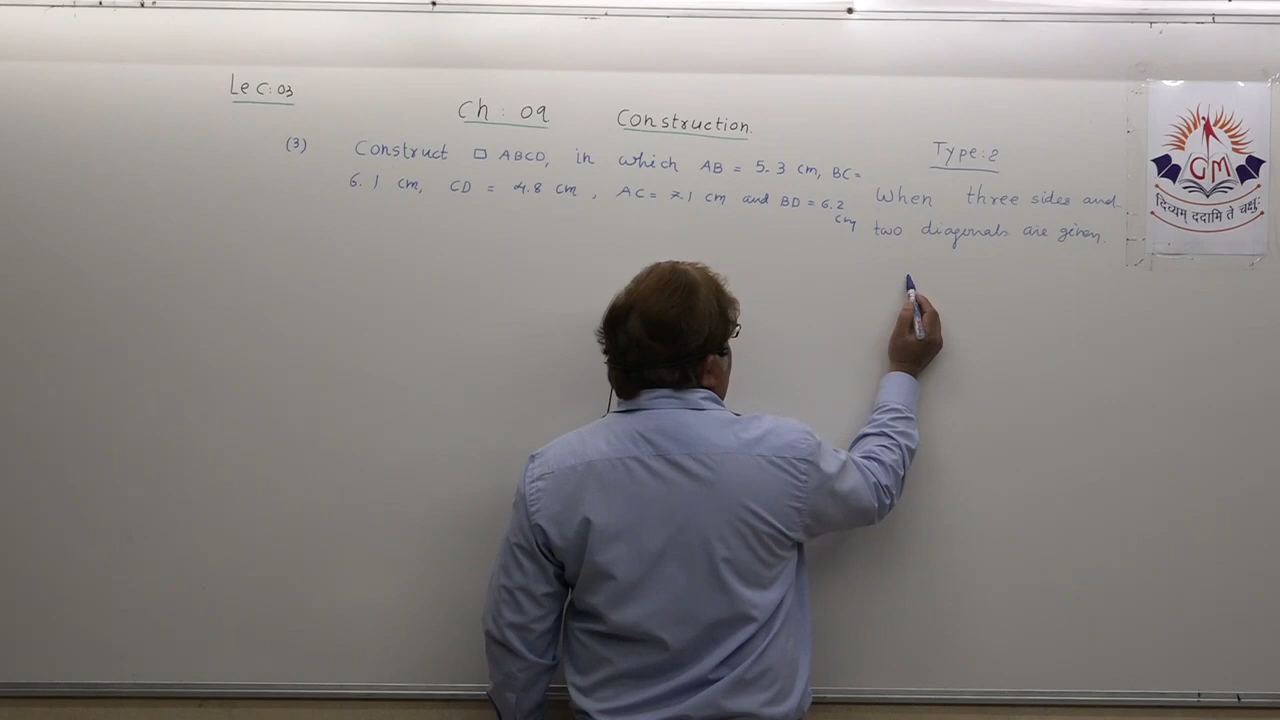 Lec:03
Ch: 09 Construction.
(3) Construct □ ABCD, in which AB = 5.3 cm, BC=
6.1 cm, CD = 4.8 cm, AC= 7.1 cm and BD = 6.2
cm
Type:2
When three sides and
two diagonals are given.
GM
दिव्यम् ददामि ते चक्षुः